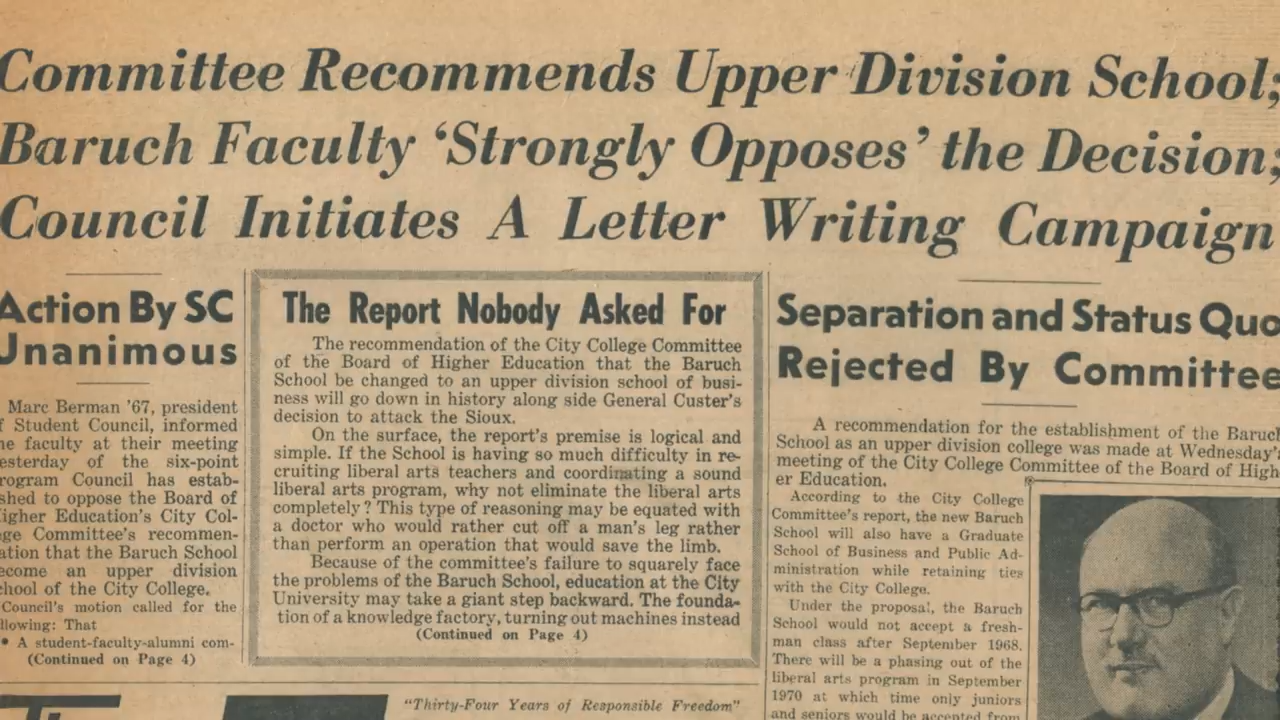 Committee Recommends Upper Division School;
Baruch Faculty ‘Strongly Opposes’ the Decision;
Council Initiates A Letter Writing Campaign
Action By SC
Unanimous
Marc Berman '67, president
f Student Council, informed
he faculty at their meeting
esterday of the six-point
rogram Council has estab-
shed to oppose the Board of
igher Education's City Col-
ge Committee's recommen-
ation that the Baruch School
ecome an upper division
chool of the City College.
Council's motion called for the
llowing: That
• A student-faculty-alumni com-
(Continued on Page 4)
The Report Nobody Asked For
The recommendation of the City College Committee
of the Board of Higher Education that the Baruch
School be changed to an upper division school of busi-
ness will go down in history along side General Custer's
decision to attack the Sioux.
On the surface, the report's premise is logical and
simple. If the School is having so much difficulty in re-
cruiting liberal arts teachers and coordinating a sound
liberal arts program, why not eliminate the liberal arts
completely? This type of reasoning may be equated with
a doctor who would rather cut off a man's leg rather
than perform an operation that would save the limb.
Because of the committee's failure to squarely face
the problems of the Baruch School, education at the City
University may take a giant step backward. The founda-
tion of a knowledge factory, turning out machines instead
(Continued on Page 4)
Separation and Status Quo
Rejected By Committee
A recommendation for the establishment of the Baruch
School as an upper division college was made at Wednesday's
meeting of the City College Committee of the Board of High
er Education.
According to the City College
Committee's report, the new Baruch
School will also have a Graduate
School of Business and Public Ad-
ministration while retaining ties
with the City College.
Under the proposal, the Baruch
School would not accept a fresh-
man class after September 1968.
There will be a phasing out of the
liberal arts program in September
1970 at which time only juniors
and seniors would be accepted from
"Thirty-Four Years of Responsible Freedom"